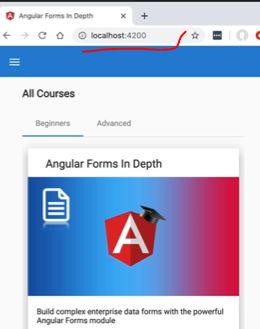 Angular Forms In Depth
localhost:4200
All Courses
Beginners Advanced
Angular Forms In Depth
A
Build complex enterprise data forms with the powerful
Angular Forms module